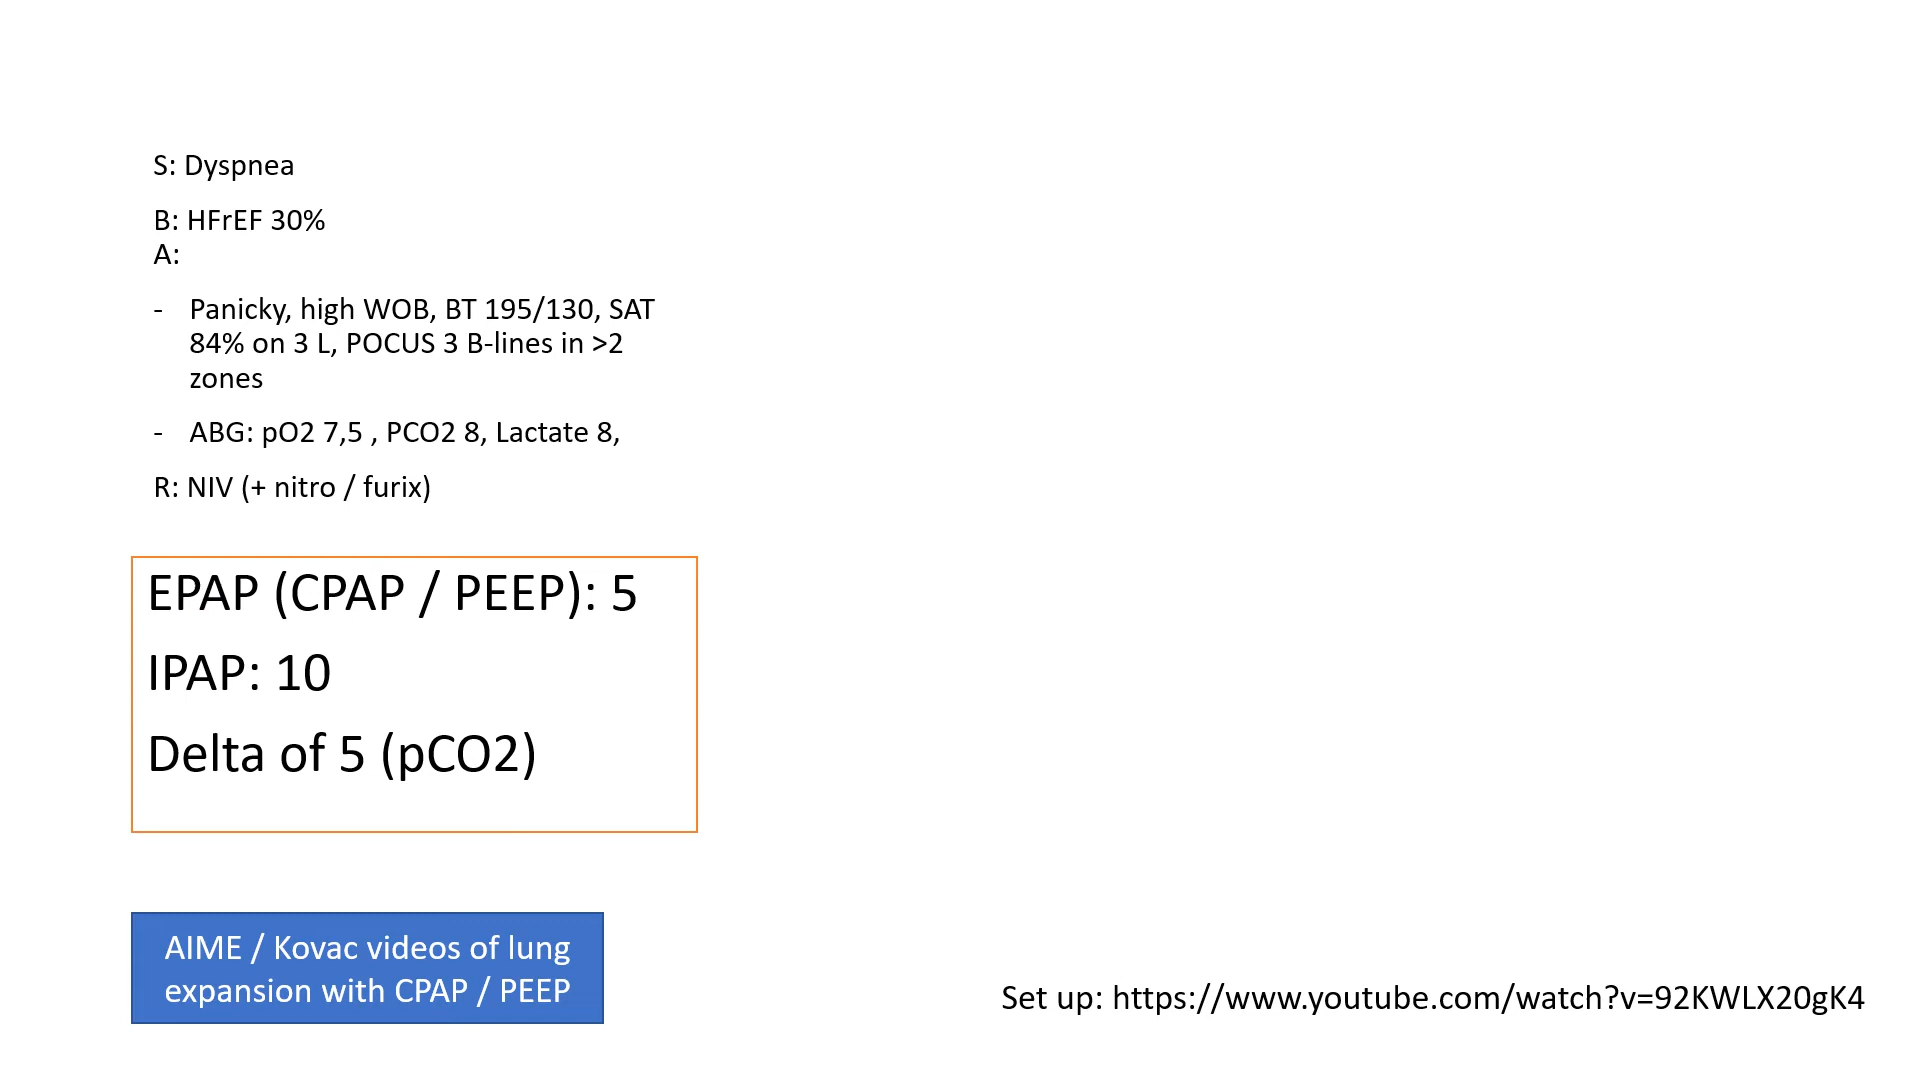 S: Dyspnea
B: HFrEF 30%
A:
- Panicky, high WOB, BT 195/130, SAT
84% on 3 L, POCUS 3 B-lines in >2
zones
- ABG: pO2 7,5 , PCO2 8, Lactate 8,
R: NIV (+ nitro / furix)
EPAP (CPAP / PEEP): 5
IPAP: 10
Delta of 5 (pCO2)
AIME / Kovac videos of lung
expansion with CPAP / PEEP
Set up: https://www.youtube.com/watch?v=92KWLX20gK4